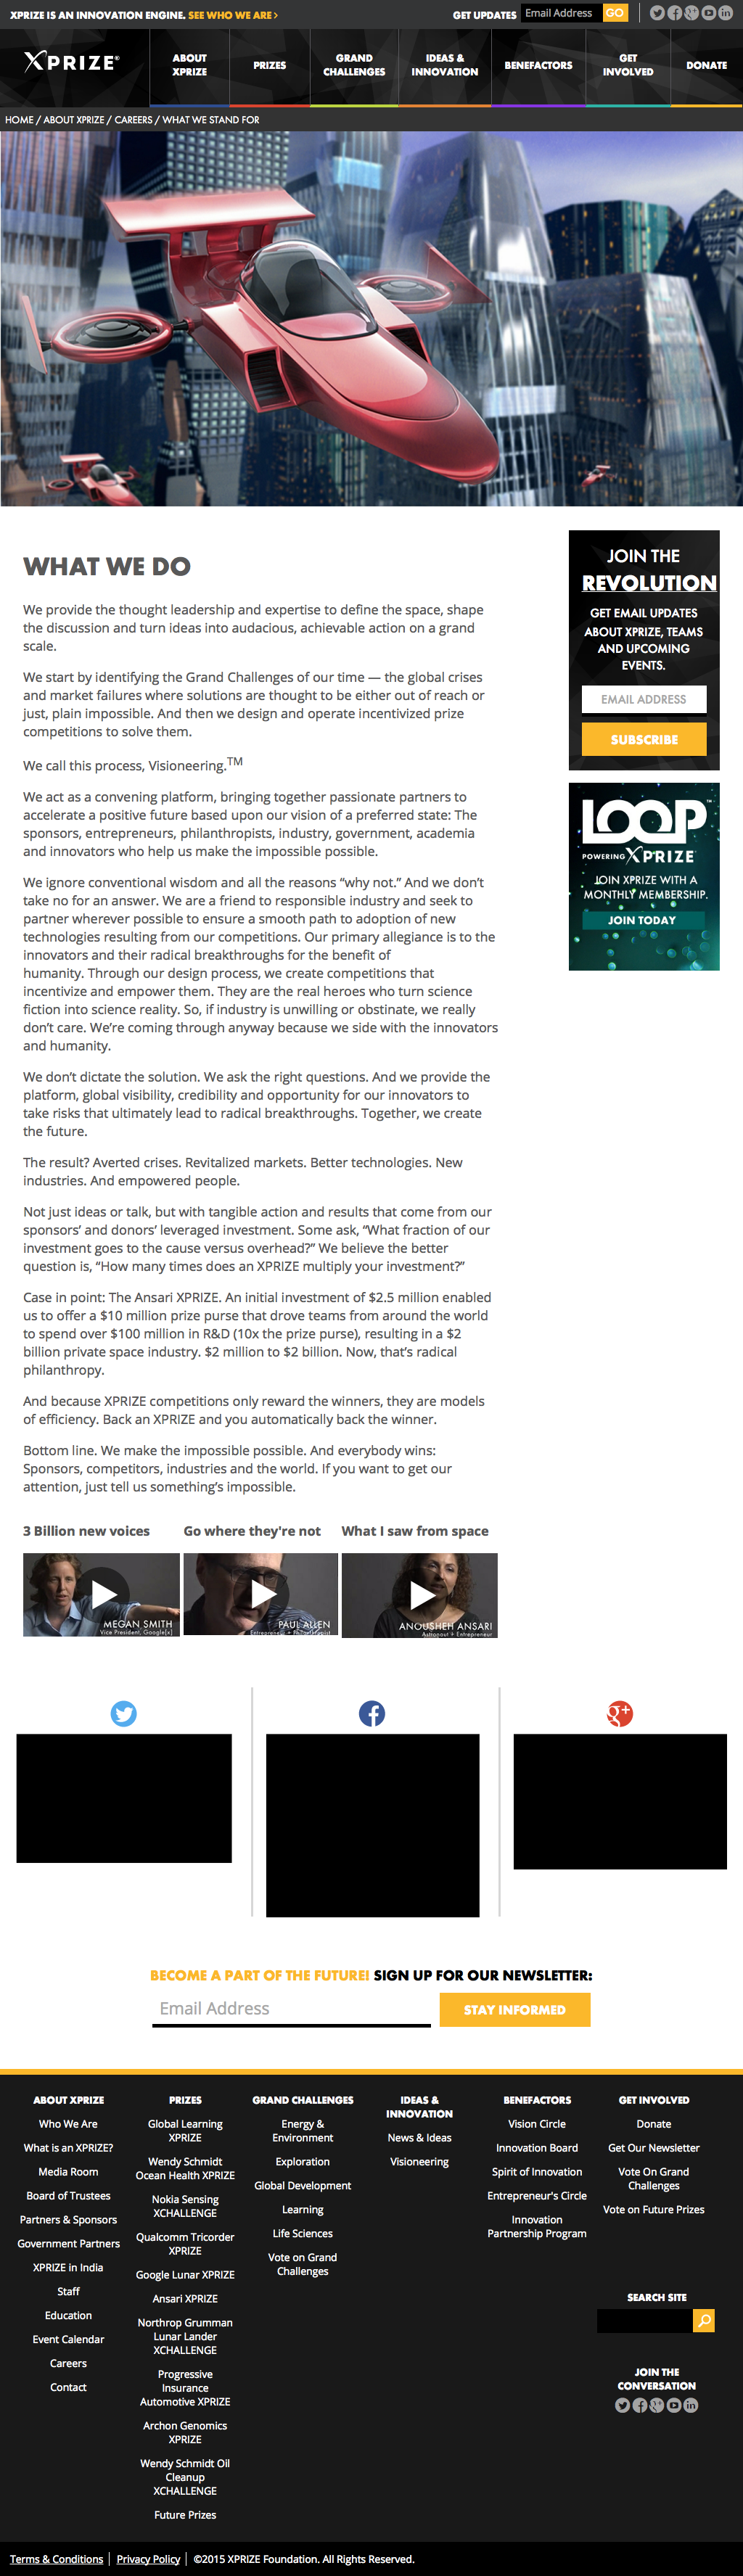 XPRIZE IS AN INNOVATION ENGINE. SEE WHO WE ARE ›
GET UPDATES Email Address GO
XPRIZE®
ABOUT
XPRIZE
PRIZES
GRAND
CHALLENGES
IDEAS &
INNOVATION
BENEFACTORS
GET
INVOLVED
DONATE
HOME / ABOUT XPRIZE / CAREERS / WHAT WE STAND FOR
WHAT WE DO
We provide the thought leadership and expertise to define the space, shape
the discussion and turn ideas into audacious, achievable action on a grand
scale.
We start by identifying the Grand Challenges of our time — the global crises
and market failures where solutions are thought to be either out of reach or
just, plain impossible. And then we design and operate incentivized prize
competitions to solve them.
We call this process, Visioneering.TM
We act as a convening platform, bringing together passionate partners to
accelerate a positive future based upon our vision of a preferred state: The
sponsors, entrepreneurs, philanthropists, industry, government, academia
and innovators who help us make the impossible possible.
We ignore conventional wisdom and all the reasons “why not.” And we don’t
take no for an answer. We are a friend to responsible industry and seek to
partner wherever possible to ensure a smooth path to adoption of new
technologies resulting from our competitions. Our primary allegiance is to the
innovators and their radical breakthroughs for the benefit of
humanity. Through our design process, we create competitions that
incentivize and empower them. They are the real heroes who turn science
fiction into science reality. So, if industry is unwilling or obstinate, we really
don’t care. We’re coming through anyway because we side with the innovators
and humanity.
We don’t dictate the solution. We ask the right questions. And we provide the
platform, global visibility, credibility and opportunity for our innovators to
take risks that ultimately lead to radical breakthroughs. Together, we create
the future.
The result? Averted crises. Revitalized markets. Better technologies. New
industries. And empowered people.
Not just ideas or talk, but with tangible action and results that come from our
sponsors’ and donors’ leveraged investment. Some ask, “What fraction of our
investment goes to the cause versus overhead?” We believe the better
question is, “How many times does an XPRIZE multiply your investment?”
Case in point: The Ansari XPRIZE. An initial investment of $2.5 million enabled
us to offer a $10 million prize purse that drove teams from around the world
to spend over $100 million in R&D (10x the prize purse), resulting in a $2
billion private space industry. $2 million to $2 billion. Now, that’s radical
philanthropy.
And because XPRIZE competitions only reward the winners, they are models
of efficiency. Back an XPRIZE and you automatically back the winner.
Bottom line. We make the impossible possible. And everybody wins:
Sponsors, competitors, industries and the world. If you want to get our
attention, just tell us something’s impossible.
JOIN THE
REVOLUTION
GET EMAIL UPDATES
ABOUT XPRIZE, TEAMS
AND UPCOMING
EVENTS.
EMAIL ADDRESS
SUBSCRIBE
LOOP™
POWERING XPRIZE
JOIN XPRIZE WITH A
MONTHLY MEMBERSHIP.
JOIN TODAY
3 Billion new voices
MEGAN SMITH
Vice President, Google[x]
Go where they're not
PAUL ALLEN
Entrepreneur + Philanthropist
What I saw from space
ANOUSHEH ANSARI
Astronaut + Entrepreneur
BECOME A PART OF THE FUTURE! SIGN UP FOR OUR NEWSLETTER:
Email Address
STAY INFORMED
ABOUT XPRIZE
Who We Are
What is an XPRIZE?
Media Room
Board of Trustees
Partners & Sponsors
Government Partners
XPRIZE in India
Staff
Education
Event Calendar
Careers
Contact
PRIZES
Global Learning
XPRIZE
Wendy Schmidt
Ocean Health XPRIZE
Nokia Sensing
XCHALLENGE
Qualcomm Tricorder
XPRIZE
Google Lunar XPRIZE
Ansari XPRIZE
Northrop Grumman
Lunar Lander
XCHALLENGE
Progressive
Insurance
Automotive XPRIZE
Archon Genomics
XPRIZE
Wendy Schmidt Oil
Cleanup
XCHALLENGE
Future Prizes
GRAND CHALLENGES
Energy &
Environment
Exploration
Global Development
Learning
Life Sciences
Vote on Grand
Challenges
IDEAS &
INNOVATION
News & Ideas
Visioneering
BENEFACTORS
Vision Circle
Innovation Board
Spirit of Innovation
Entrepreneur's Circle
Innovation
Partnership Program
GET INVOLVED
Donate
Get Our Newsletter
Vote On Grand
Challenges
Vote on Future Prizes
SEARCH SITE
JOIN THE
CONVERSATION
Terms & Conditions | Privacy Policy | ©2015 XPRIZE Foundation. All Rights Reserved.